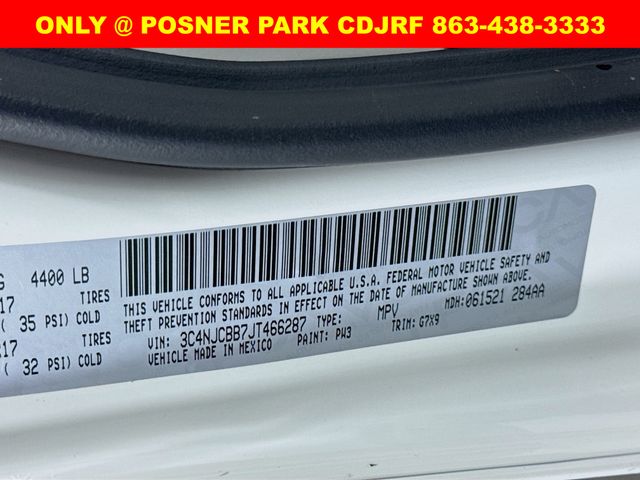 ONLY @ POSNER PARK CDJRF 863-438-3333
G 4400 LB
17 TIRES
( 35 PSI) COLD
R17 TIRES
( 32 PSI) COLD
THIS VEHICLE CONFORMS TO ALL APPLICABLE U.S.A. FEDERAL MOTOR VEHICLE SAFETY AND
THEFT PREVENTION STANDARDS IN EFFECT ON THE DATE OF MANUFACTURE SHOWN ABOVE.
VIN: 3C4NJCBB7JT466287 TYPE: MPV MDH: 061521 284AA
VEHICLE MADE IN MEXICO PAINT: PW3 TRIM: G7X9